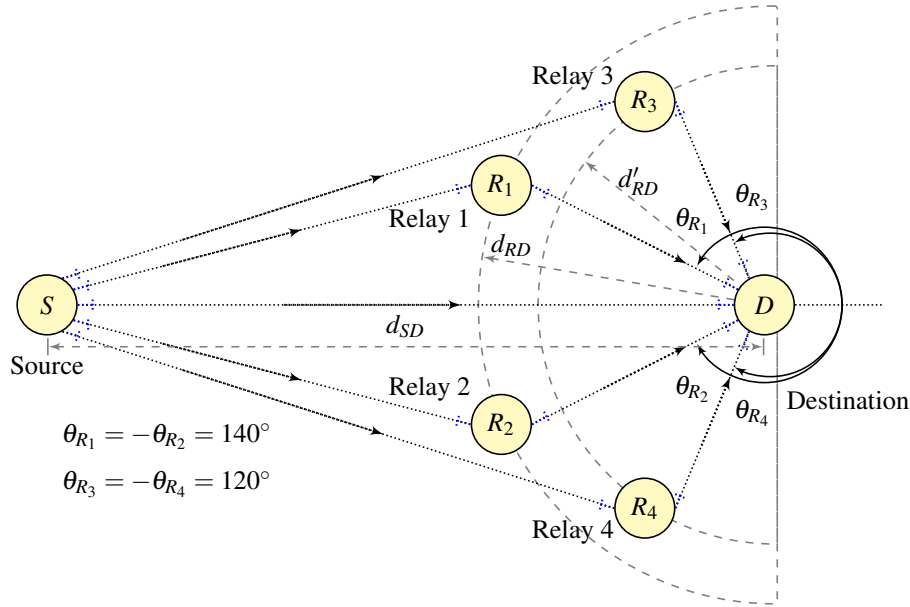 Relay 3
R₃
d′RD
θR₃
R₁
Relay 1
θR₁
dRD
S
D
dSD
Source
Relay 2
θR₂
Destination
θR₄
R₂
θR₁ = −θR₂ = 140°
θR₃ = −θR₄ = 120°
R₄
Relay 4